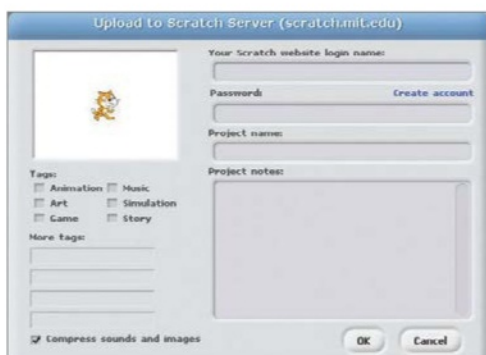 Upload to Scratch Server (scratch.mit.edu)
Your Scratch website login name:
Password:
Create account
Project name:
Project notes:
Tags:
Animation
Music
Art
Simulation
Game
Story
More tags:
Compress sounds and images
OK
Cancel